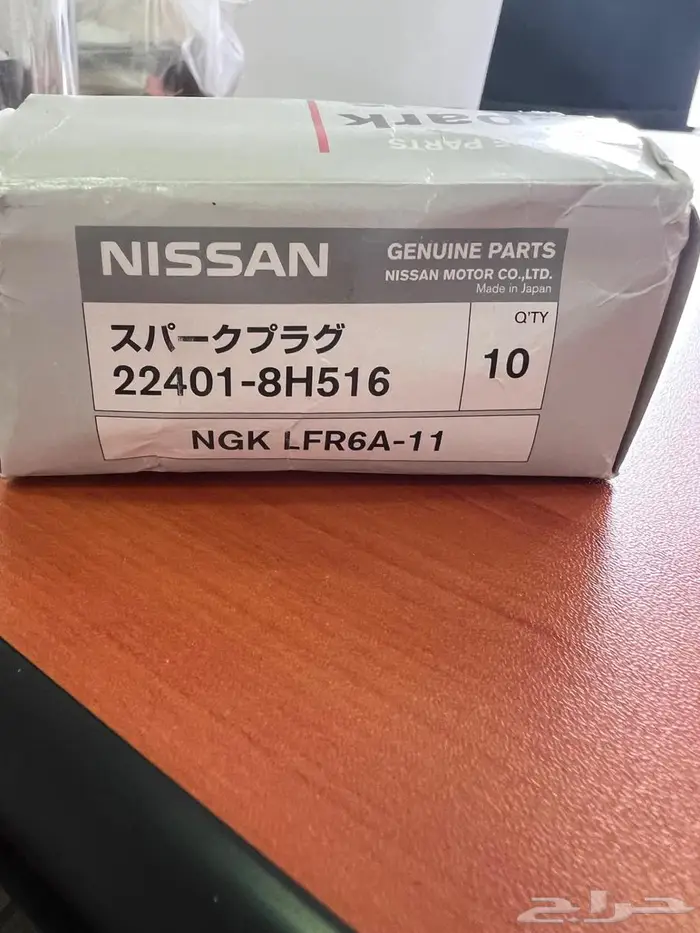 PARTS
NISSAN
GENUINE PARTS
NISSAN MOTOR CO.,LTD.
Made in Japan
スパークプラグ
22401-8H516
Q'TY
10
NGK LFR6A-11
حراج